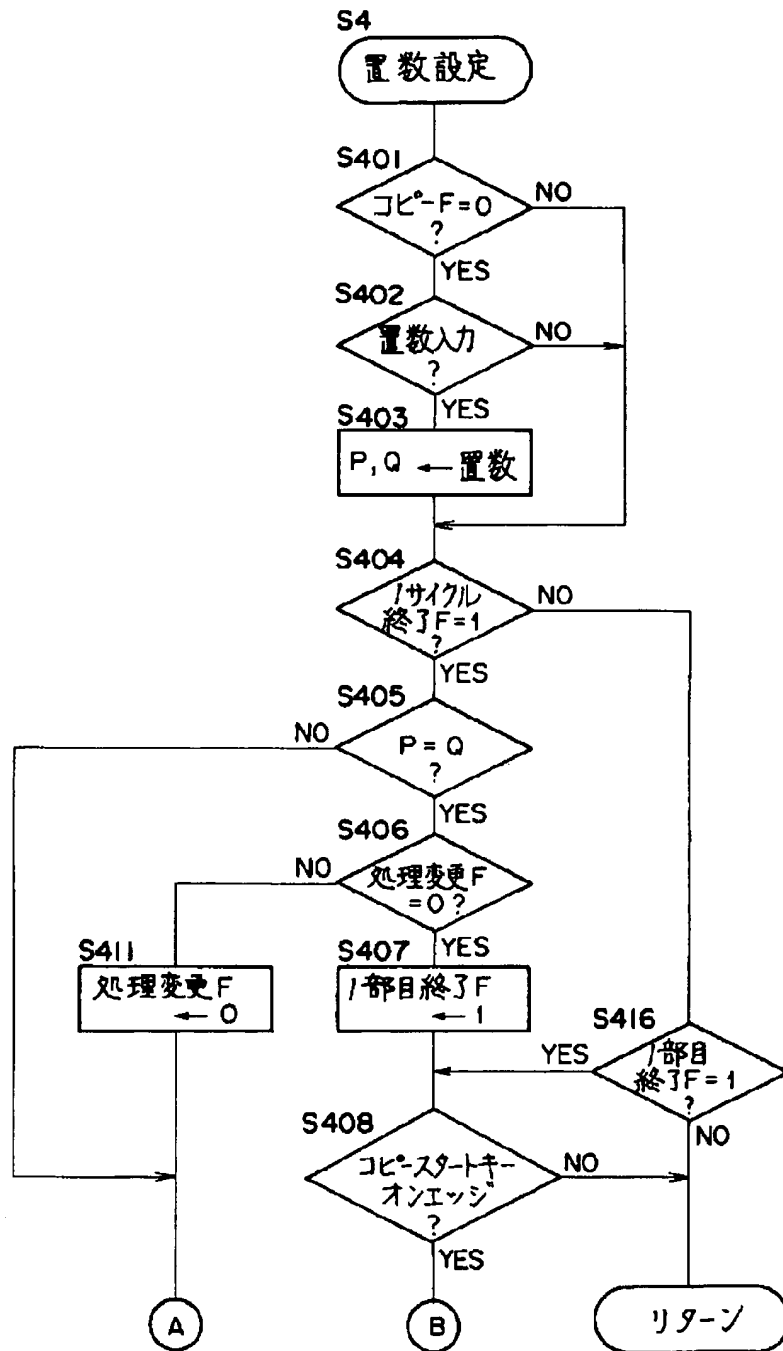 S4
置数設定
S401
コピーF=0
?
NO
YES
S402
置数入力
?
NO
YES
S403
P, Q ← 置数
S404
1サイクル
終了F=1
?
NO
YES
S405
NO
P = Q
?
YES
S406
NO
処理変更F
=0?
YES
S411
処理変更F
← 0
S407
1部目終了F
← 1
S416
YES
1部目
終了F=1
?
NO
S408
コピースタートキー
オンエッジ
?
NO
YES
A
B
リターン